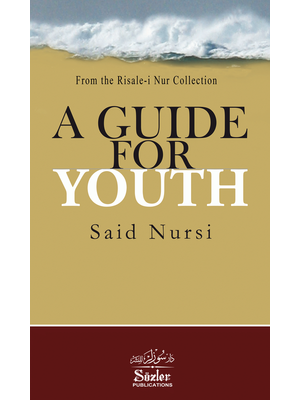 From the Risale-i Nur Collection
A GUIDE
FOR
YOUTH
Said Nursi
Sözler
PUBLICATIONS